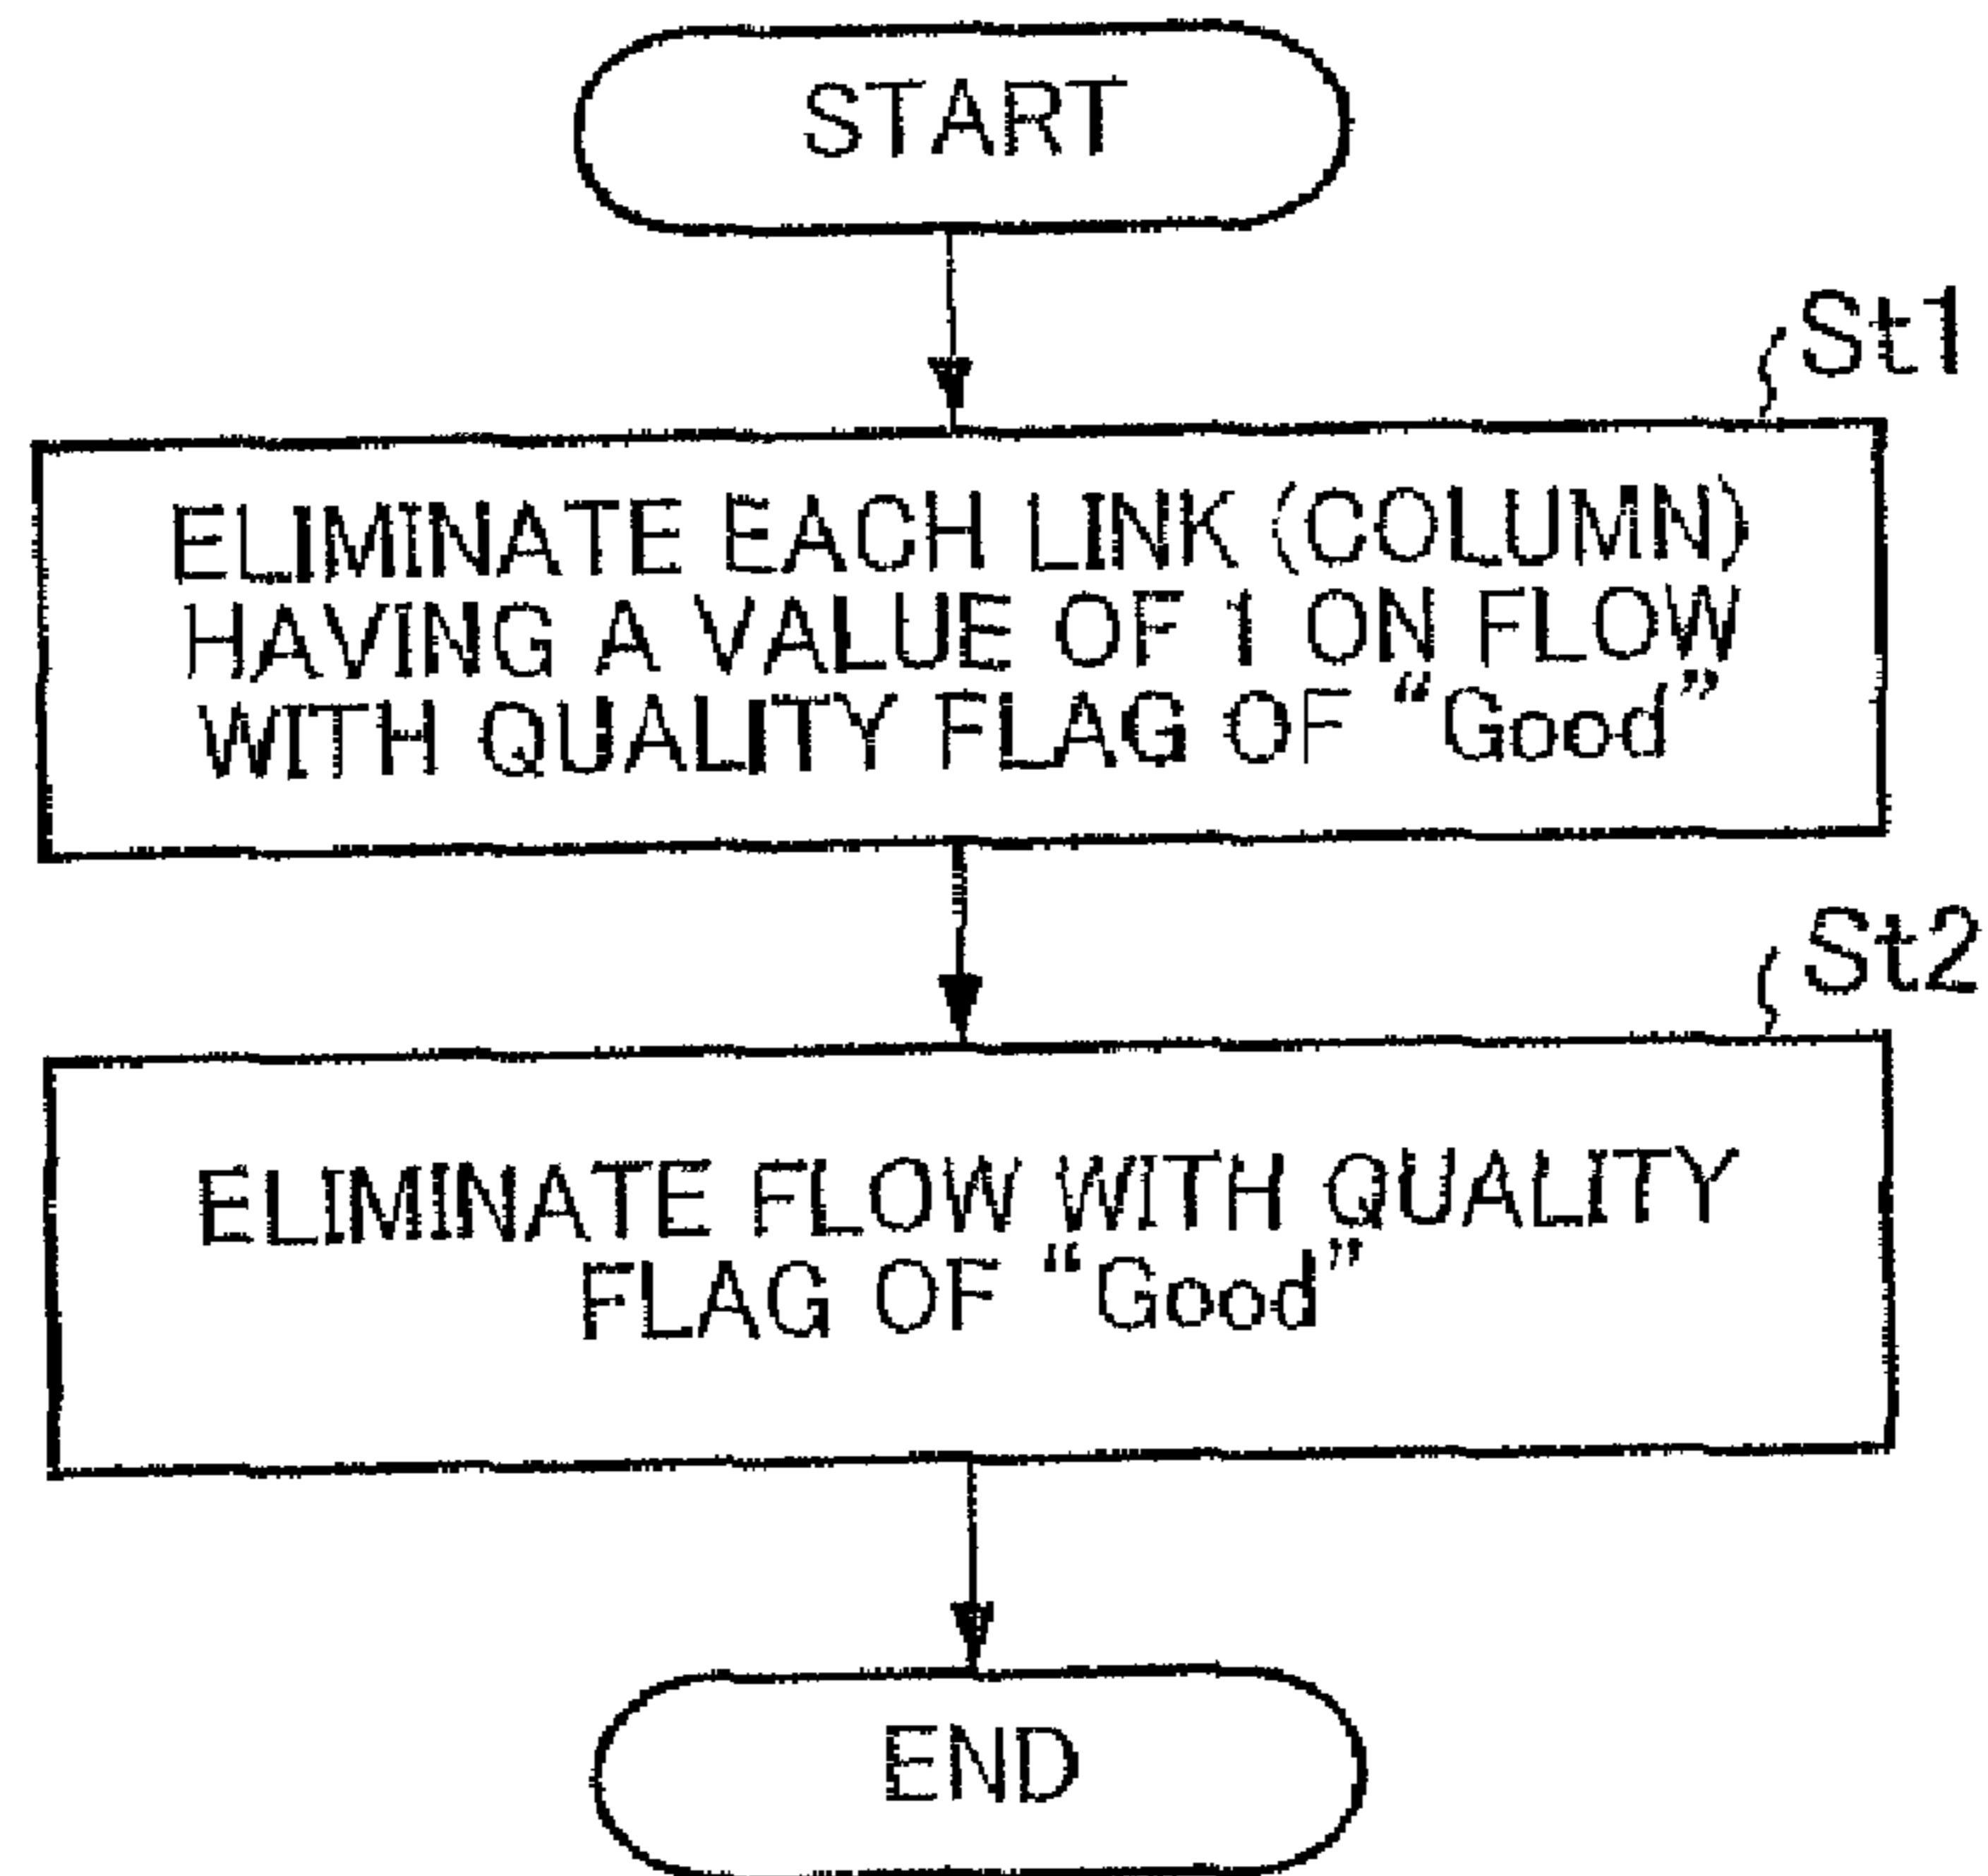 START
St1
ELIMINATE EACH LINK (COLUMN)
HAVING A VALUE OF 1 ON FLOW
WITH QUALITY FLAG OF “Good”
St2
ELIMINATE FLOW WITH QUALITY
FLAG OF “Good”
END